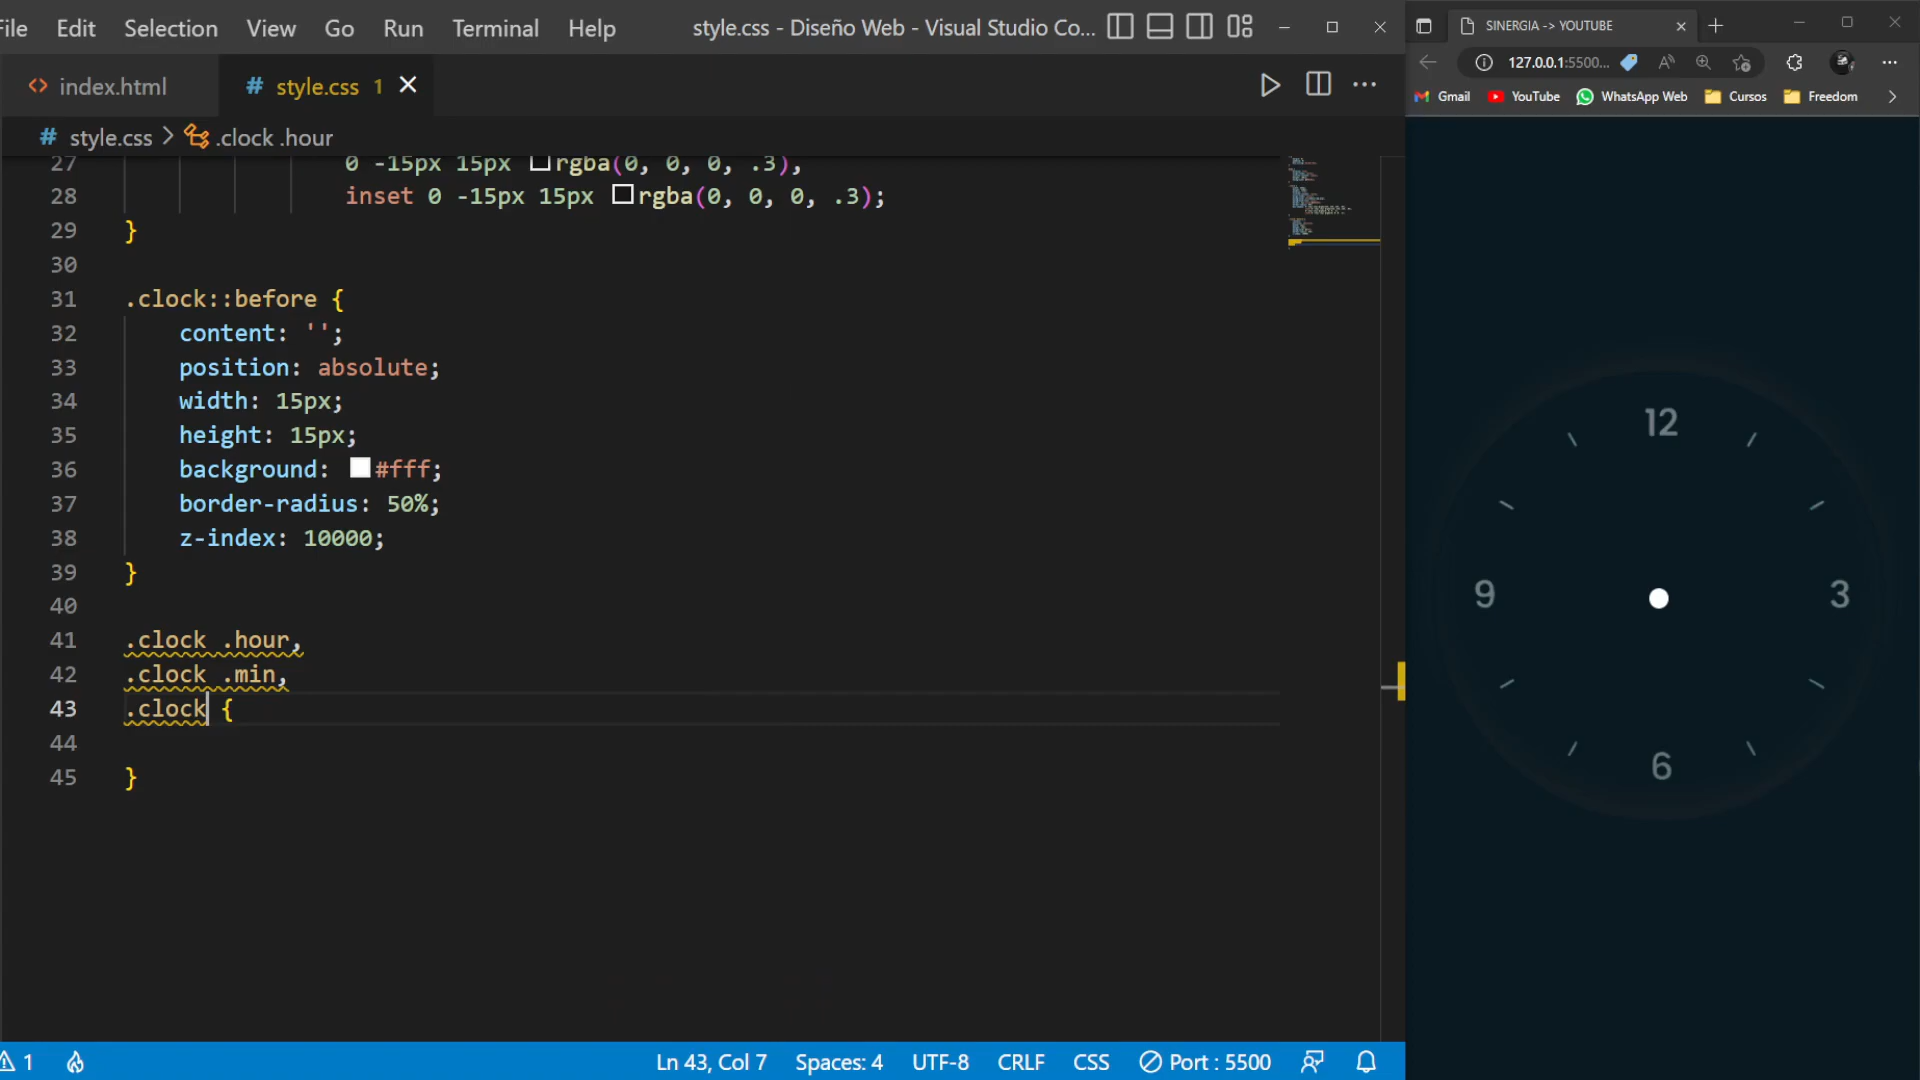 File Edit Selection View Go Run Terminal Help style.css - Diseño Web - Visual Studio Co...
index.html # style.css 1
# style.css > .clock .hour
27 0 -15px 15px rgba(0, 0, 0, .3),
28 inset 0 -15px 15px rgba(0, 0, 0, .3);
29 }
30
31 .clock::before {
32 content: '';
33 position: absolute;
34 width: 15px;
35 height: 15px;
36 background: #fff;
37 border-radius: 50%;
38 z-index: 10000;
39 }
40
41 .clock .hour,
42 .clock .min,
43 .clock {
44
45 }
1 Ln 43, Col 7 Spaces: 4 UTF-8 CRLF CSS Port : 5500
SINERGIA -> YOUTUBE
127.0.0.1:5500...
Gmail YouTube WhatsApp Web Cursos Freedom
12
9 3
6